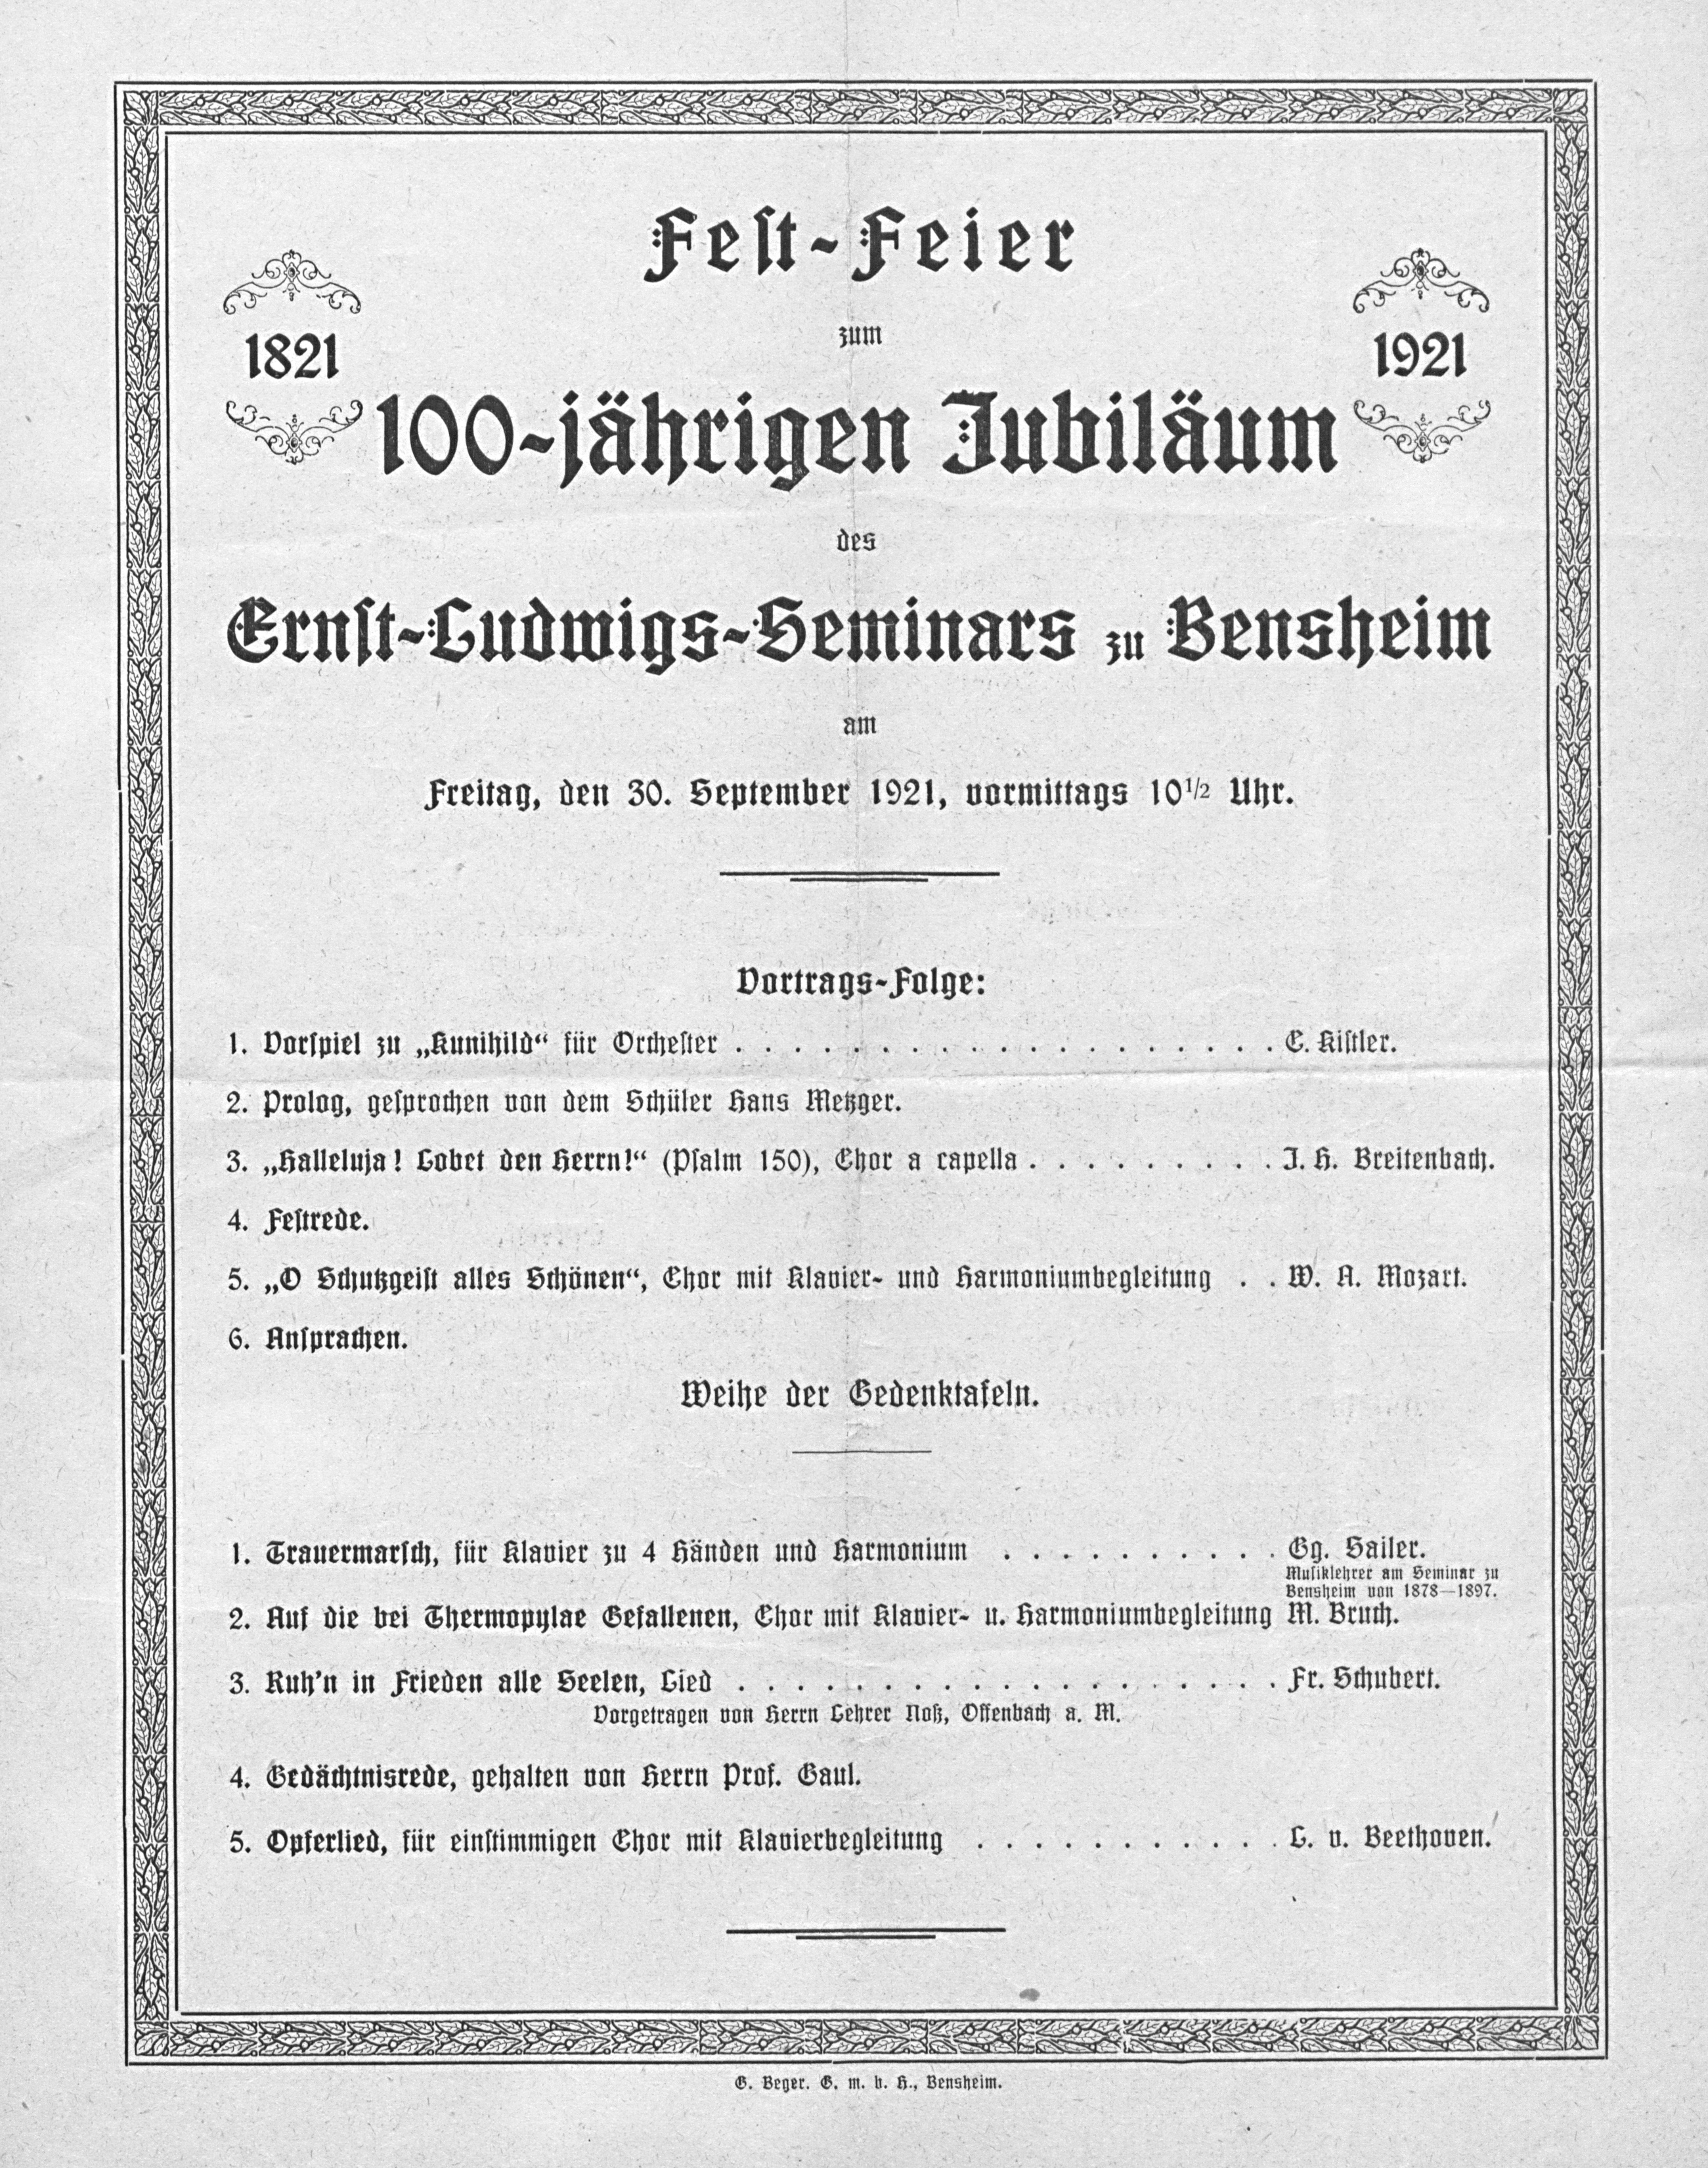 Fest-Feier
zum
1821
1921
100-jährigen Jubiläum
des
Ernst-Ludwigs-Seminars zu Bensheim
am
Freitag, den 30. September 1921, vormittags 10 1/2 Uhr.
Vortrags-Folge:
1. Vorspiel zu „Kunihild“ für Orchester . . . . . . . . . . . . . . . . . . . E. Kistler.
2. Prolog, gesprochen von dem Schüler Hans Metzger.
3. „Halleluja! Lobet den Herrn!“ (Psalm 150), Chor a capella . . . . . . . . . J. H. Breitenbach.
4. Festrede.
5. „O Schutzgeist alles Schönen“, Chor mit Klavier- und Harmoniumbegleitung . . W. A. Mozart.
6. Ansprachen.
Weihe der Gedenktafeln.
1. Trauermarsch, für Klavier zu 4 Händen und Harmonium . . . . . . . . . . Gg. Sailer.
Musiklehrer am Seminar zu
Bensheim von 1878—1897.
2. Auf die bei Thermopylae Gefallenen, Chor mit Klavier- u. Harmoniumbegleitung M. Bruch.
3. Ruh'n in Frieden alle Seelen, Lied . . . . . . . . . . . . . . . . . . . Fr. Schubert.
Vorgetragen von Herrn Lehrer Noß, Offenbach a. M.
4. Gedächtnisrede, gehalten von Herrn Prof. Gaul.
5. Opferlied, für einstimmigen Chor mit Klavierbegleitung . . . . . . . . . . . L. v. Beethoven.
G. Beger. G. m. b. H., Bensheim.